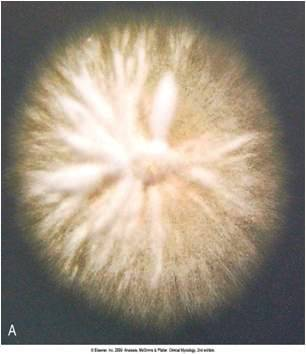 A
© Elsevier, Inc. 2009. Anaissie, McGinnis & Pfaller: Clinical Mycology, 2nd edition.